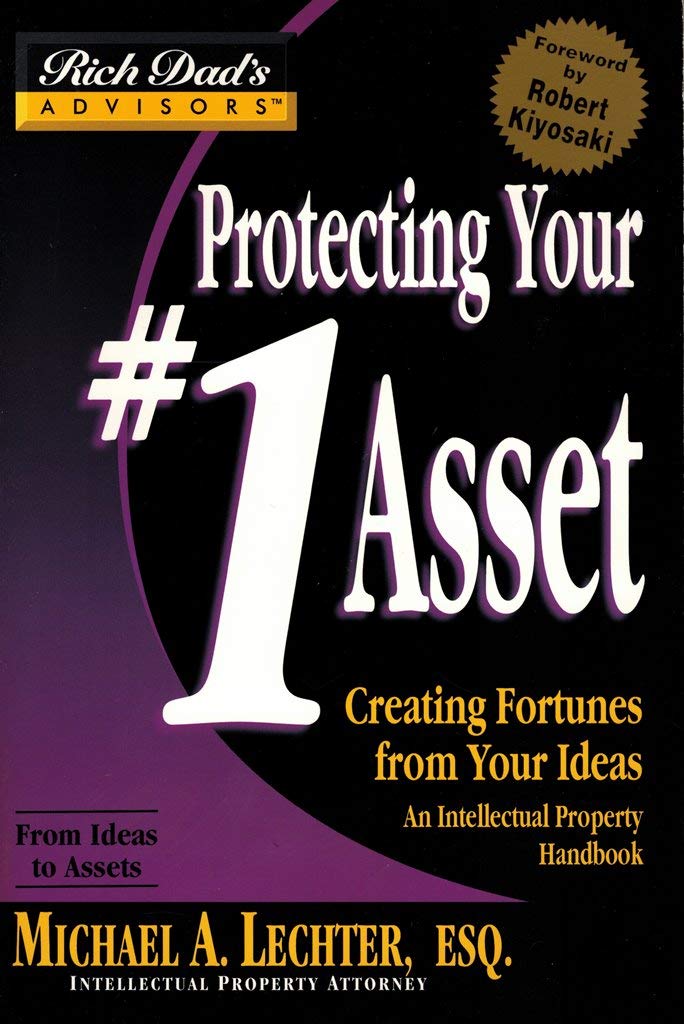 Rich Dad's
ADVISORS™
Foreword
by
Robert
Kiyosaki
Protecting Your
#1 Asset
Creating Fortunes
from Your Ideas
An Intellectual Property
Handbook
From Ideas
to Assets
MICHAEL A. LECHTER, ESQ.
INTELLECTUAL PROPERTY ATTORNEY